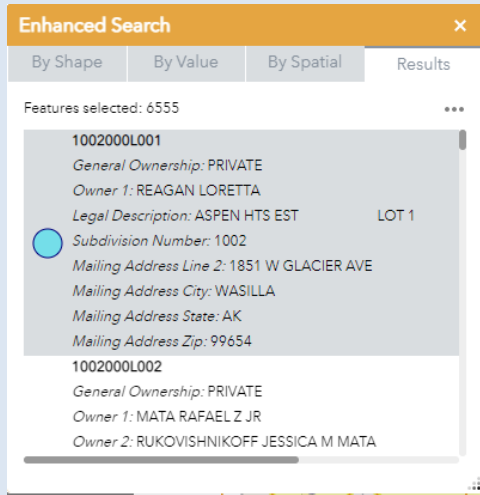 Enhanced Search ×
By Shape By Value By Spatial Results
Features selected: 6555 •••
1002000L001
General Ownership: PRIVATE
Owner 1: REAGAN LORETTA
Legal Description: ASPEN HTS EST LOT 1
Subdivision Number: 1002
Mailing Address Line 2: 1851 W GLACIER AVE
Mailing Address City: WASILLA
Mailing Address State: AK
Mailing Address Zip: 99654
1002000L002
General Ownership: PRIVATE
Owner 1: MATA RAFAEL Z JR
Owner 2: RUKOVISHNIKOFF JESSICA M MATA